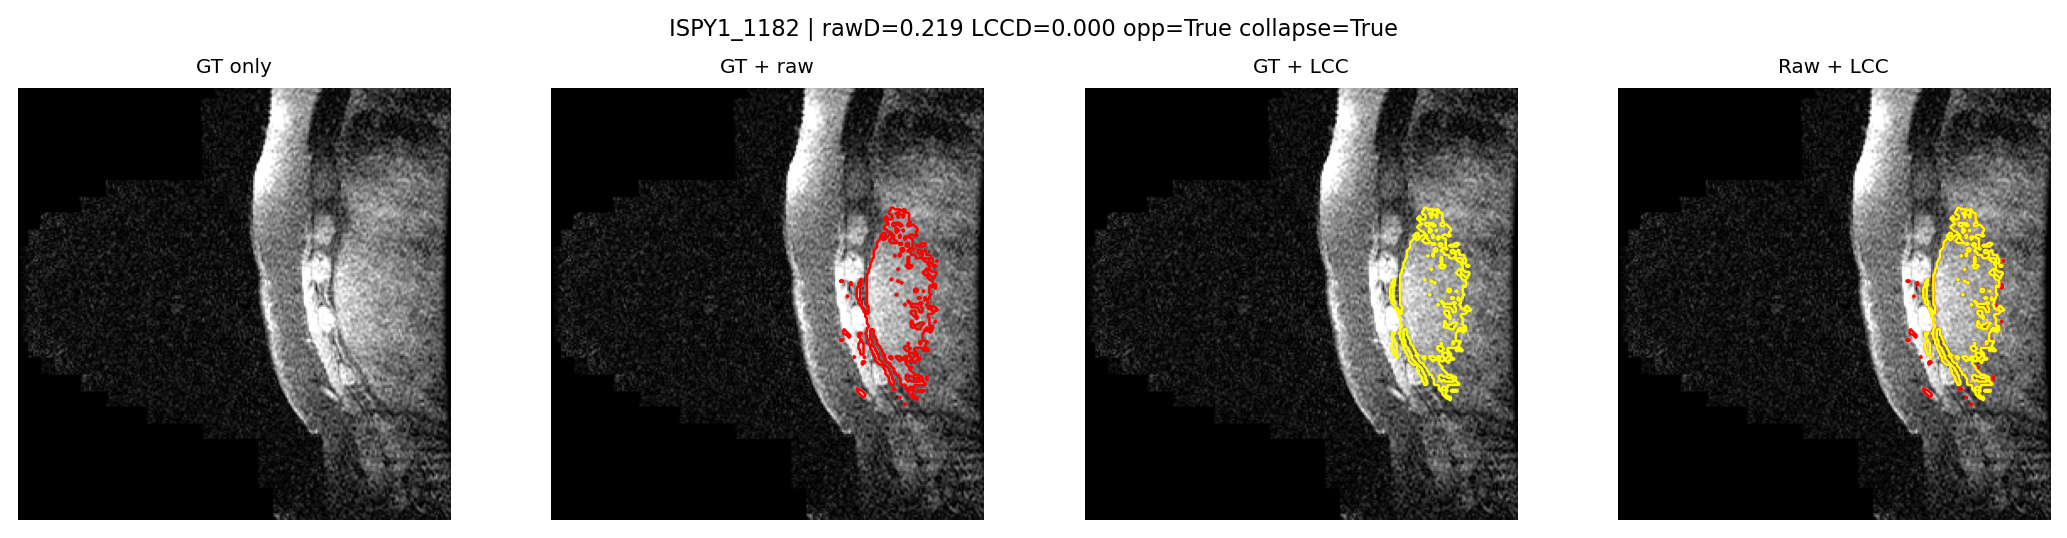 ISPY1_1182 | rawD=0.219 LCCD=0.000 opp=True collapse=True
GT only
GT + raw
GT + LCC
Raw + LCC